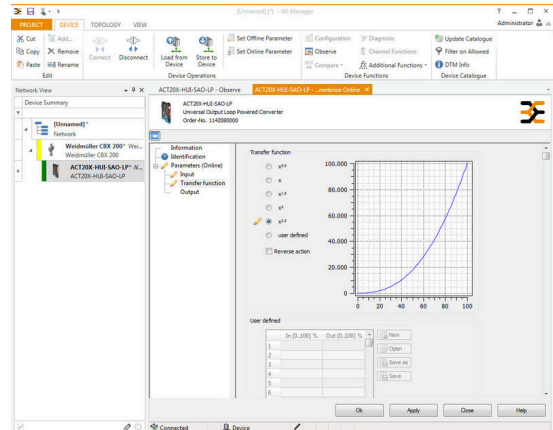 [Unnamed] (*) - WI-Manager
PROJECT DEVICE TOPOLOGY VIEW
Administrator
Cut
Copy
Paste
Add...
Remove
Rename
Edit
Connect
Disconnect
Load from Device
Store to Device
Set Offline Parameter
Set Online Parameter
Device Operations
Configuration
Observe
Compare
Diagnosis
Channel Functions
Additional Functions
Device Functions
Update Catalogue
Filter on Allowed
DTM Info
Device Catalogue
Network View
ACT20X-HUI-SAO-LP - Observe
ACT20X-HUI-SAO-LP - ...meterize Online
Device Summary
[Unnamed]*
Network
Weidmüller CBX 200* Wei...
Weidmüller CBX 200
ACT20X-HUI-SAO-LP* N...
ACT20X-HUI-SAO-LP
ACT20X-HUI-SAO-LP
Universal Output Loop Powered Converter
Order-No. 1142080000
Information
Identification
Parameters (Online)
Input
Transfer function
Output
Transfer function
x
user defined
Reverse action
100.000
80.000
60.000
40.000
20.000
0
0 20 40 60 80 100
User defined
In [0..100] % Out [0..100] %
1
2
3
4
5
6
New
Open
Save as
Save
Ok Apply Close Help
Connected Device